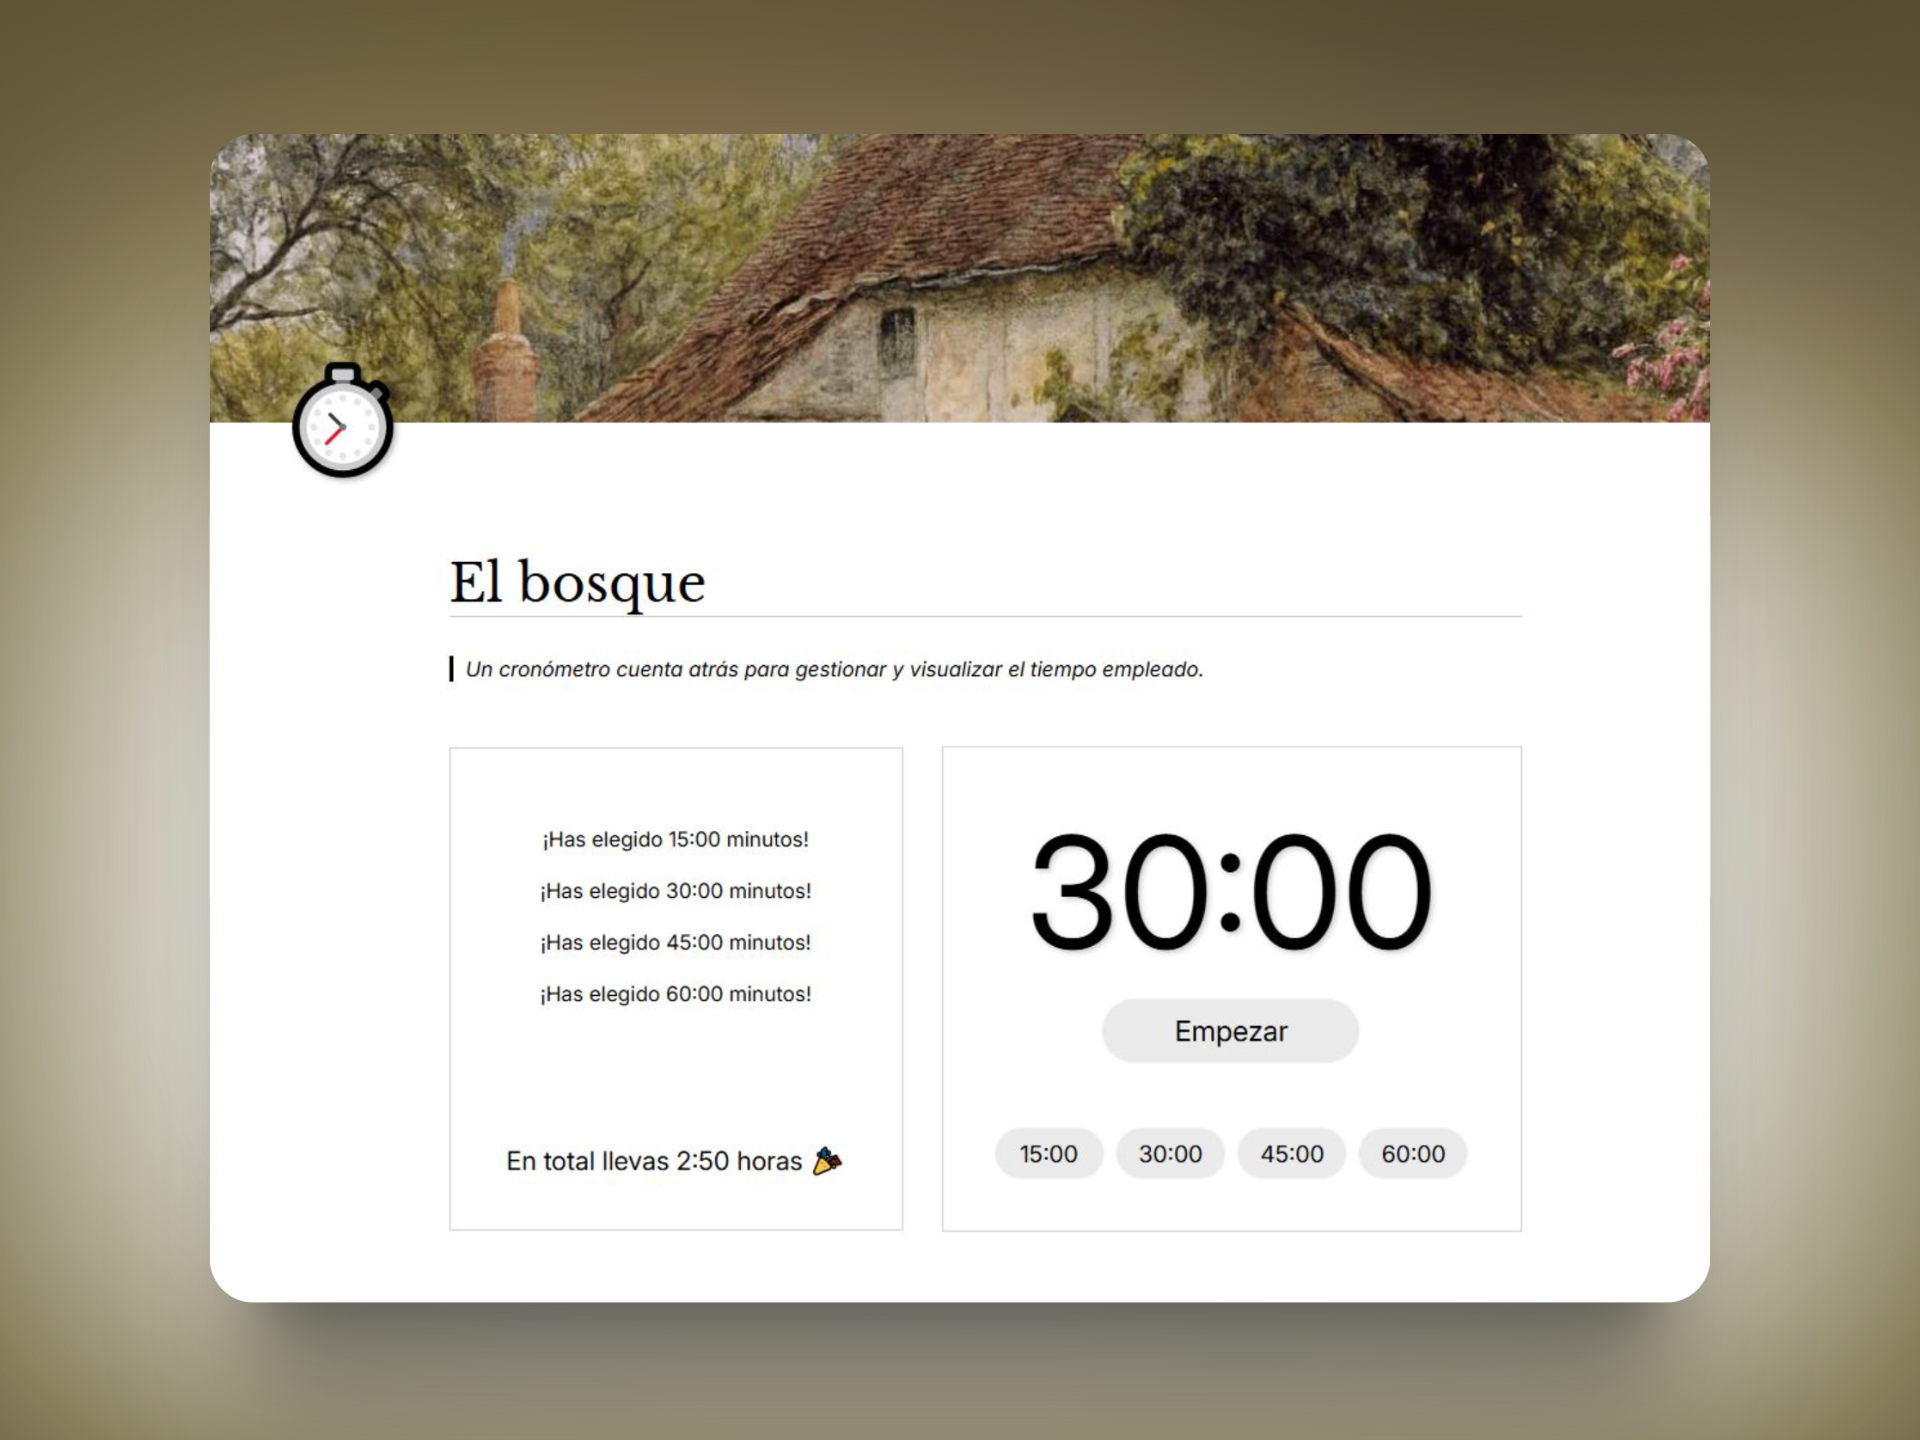 El bosque
Un cronómetro cuenta atrás para gestionar y visualizar el tiempo empleado.
¡Has elegido 15:00 minutos!
¡Has elegido 30:00 minutos!
¡Has elegido 45:00 minutos!
¡Has elegido 60:00 minutos!
En total llevas 2:50 horas 🎉
30:00
Empezar
15:00 30:00 45:00 60:00